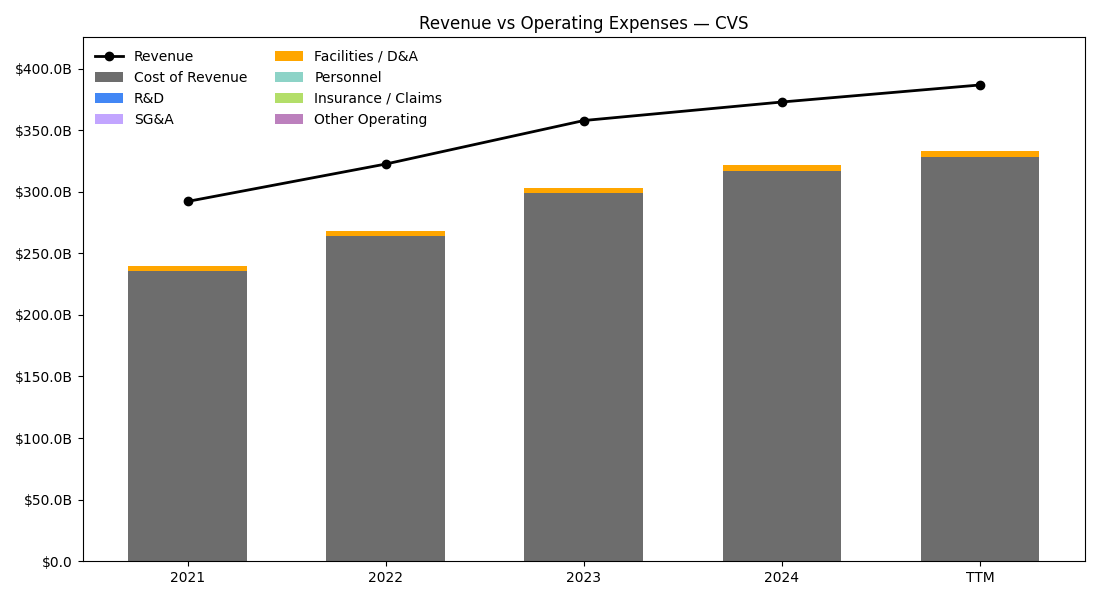 Revenue vs Operating Expenses — CVS
Revenue
Cost of Revenue
R&D
SG&A
Facilities / D&A
Personnel
Insurance / Claims
Other Operating
$400.0B
$350.0B
$300.0B
$250.0B
$200.0B
$150.0B
$100.0B
$50.0B
$0.0
2021 2022 2023 2024 TTM